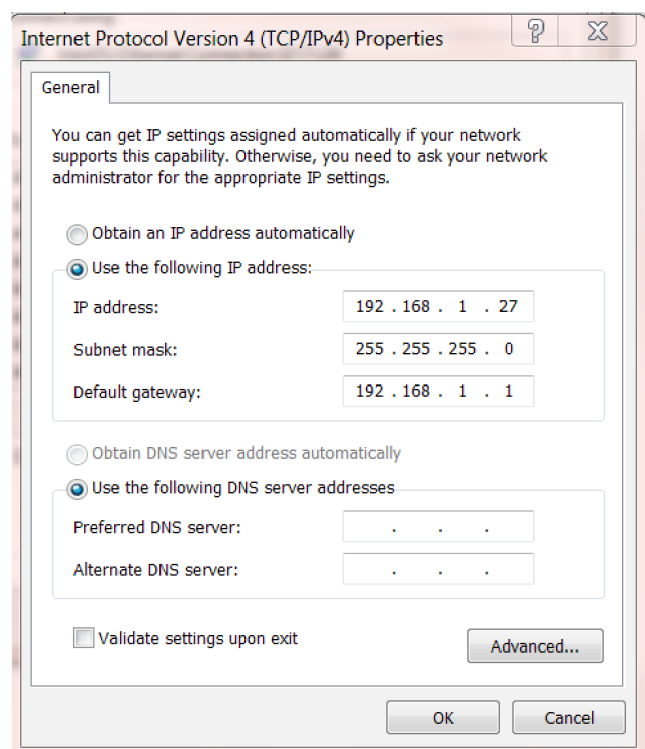 Internet Protocol Version 4 (TCP/IPv4) Properties
General
You can get IP settings assigned automatically if your network
supports this capability. Otherwise, you need to ask your network
administrator for the appropriate IP settings.
Obtain an IP address automatically
Use the following IP address:
IP address: 192 . 168 . 1 . 27
Subnet mask: 255 . 255 . 255 . 0
Default gateway: 192 . 168 . 1 . 1
Obtain DNS server address automatically
Use the following DNS server addresses
Preferred DNS server: . . .
Alternate DNS server: . . .
Validate settings upon exit
Advanced...
OK Cancel